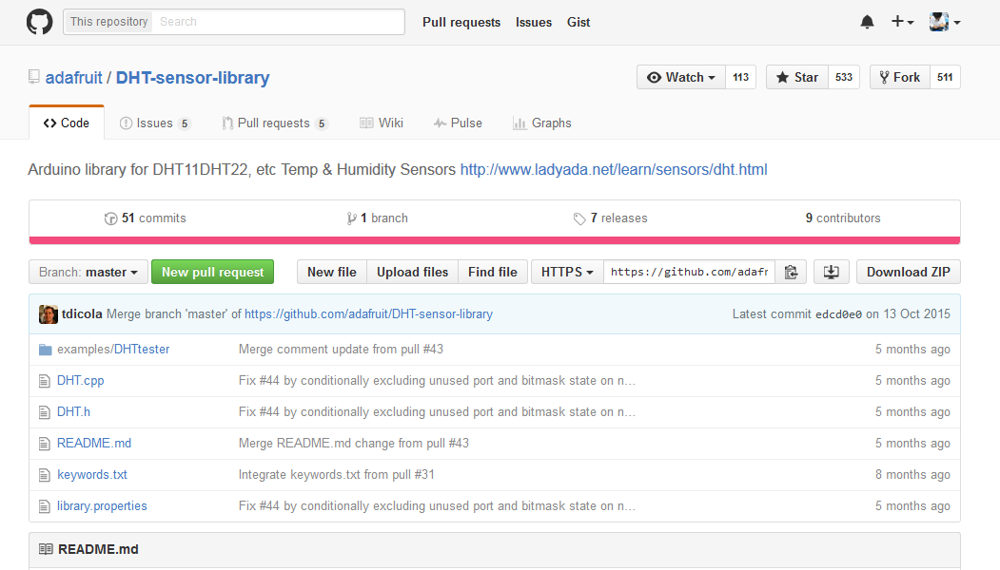 This repository Search Pull requests Issues Gist
adafruit / DHT-sensor-library Watch 113 Star 533 Fork 511
Code Issues 5 Pull requests 5 Wiki Pulse Graphs
Arduino library for DHT11DHT22, etc Temp & Humidity Sensors http://www.ladyada.net/learn/sensors/dht.html
51 commits 1 branch 7 releases 9 contributors
Branch: master New pull request New file Upload files Find file HTTPS https://github.com/adafr Download ZIP
tdicola Merge branch 'master' of https://github.com/adafruit/DHT-sensor-library Latest commit edcd0e0 on 13 Oct 2015
examples/DHTtester Merge comment update from pull #43 5 months ago
DHT.cpp Fix #44 by conditionally excluding unused port and bitmask state on n… 5 months ago
DHT.h Fix #44 by conditionally excluding unused port and bitmask state on n… 5 months ago
README.md Merge README.md change from pull #43 5 months ago
keywords.txt Integrate keywords.txt from pull #31 8 months ago
library.properties Fix #44 by conditionally excluding unused port and bitmask state on n… 5 months ago
README.md